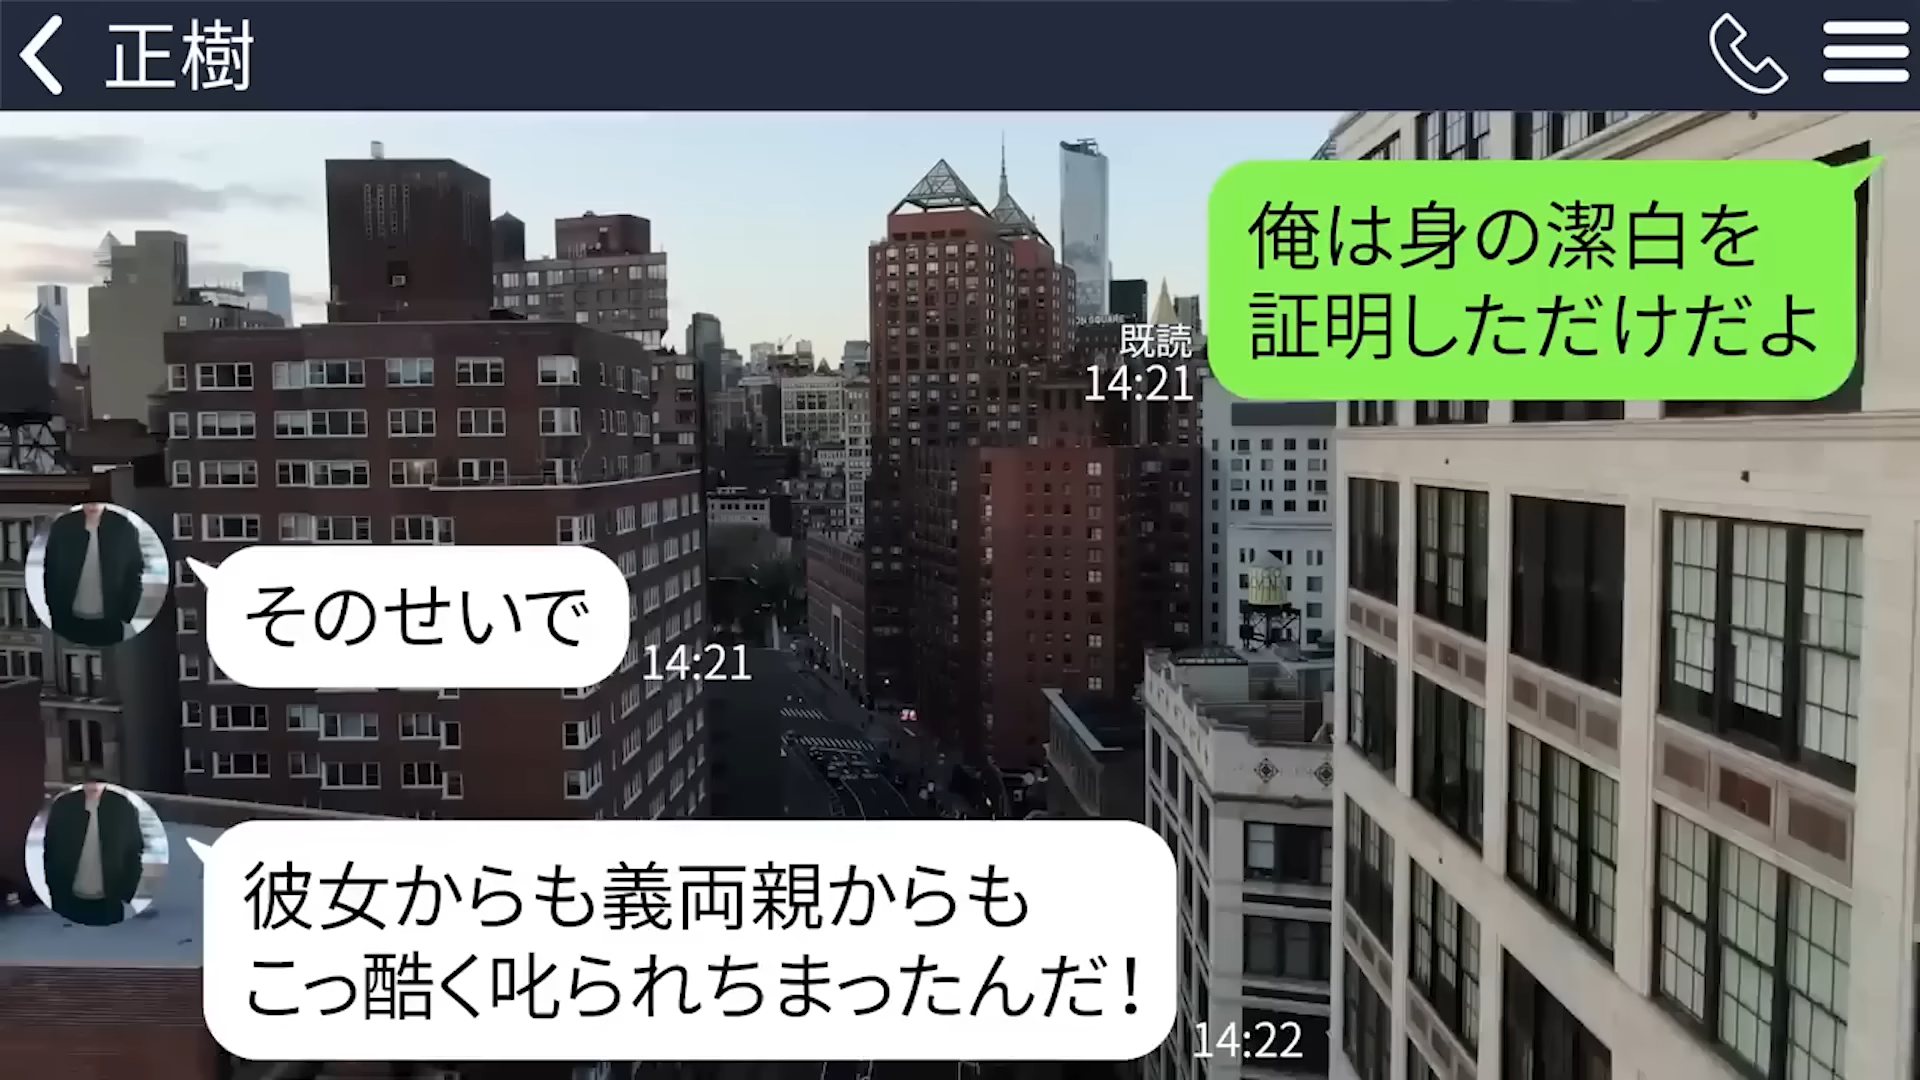 正樹
俺は身の潔白を
証明しただけだよ
既読
14:21
そのせいで
14:21
彼女からも義両親からも
こっ酷く叱られちまったんだ！
14:22